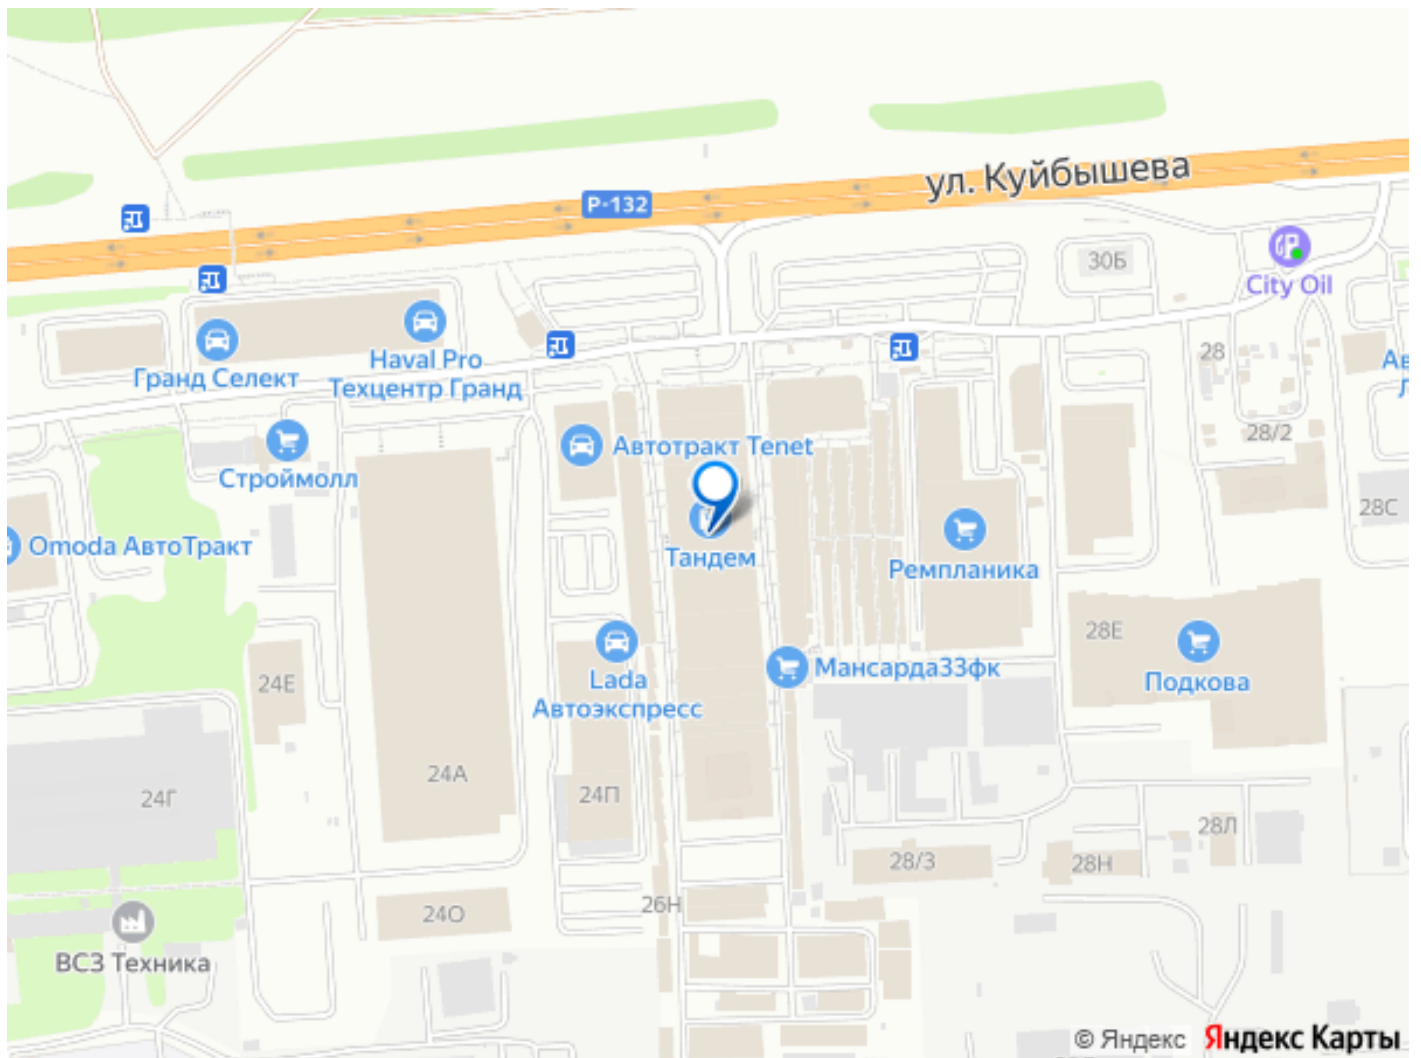 ул. Куйбышева
Р-132
30Б
City Oil
Haval Pro
Техцентр Гранд
Гранд Селект
28
Строймолл
Автотракт Tenet
28/2
28С
Omoda АвтоТракт
Тандем
Ремпланика
28Е
Lada
Автоэкспресс
Мансарда33фк
Подкова
24Е
24А
24Г
24П
28Л
28/3
28Н
24О
26Н
ВСЗ Техника
© Яндекс Яндекс Карты